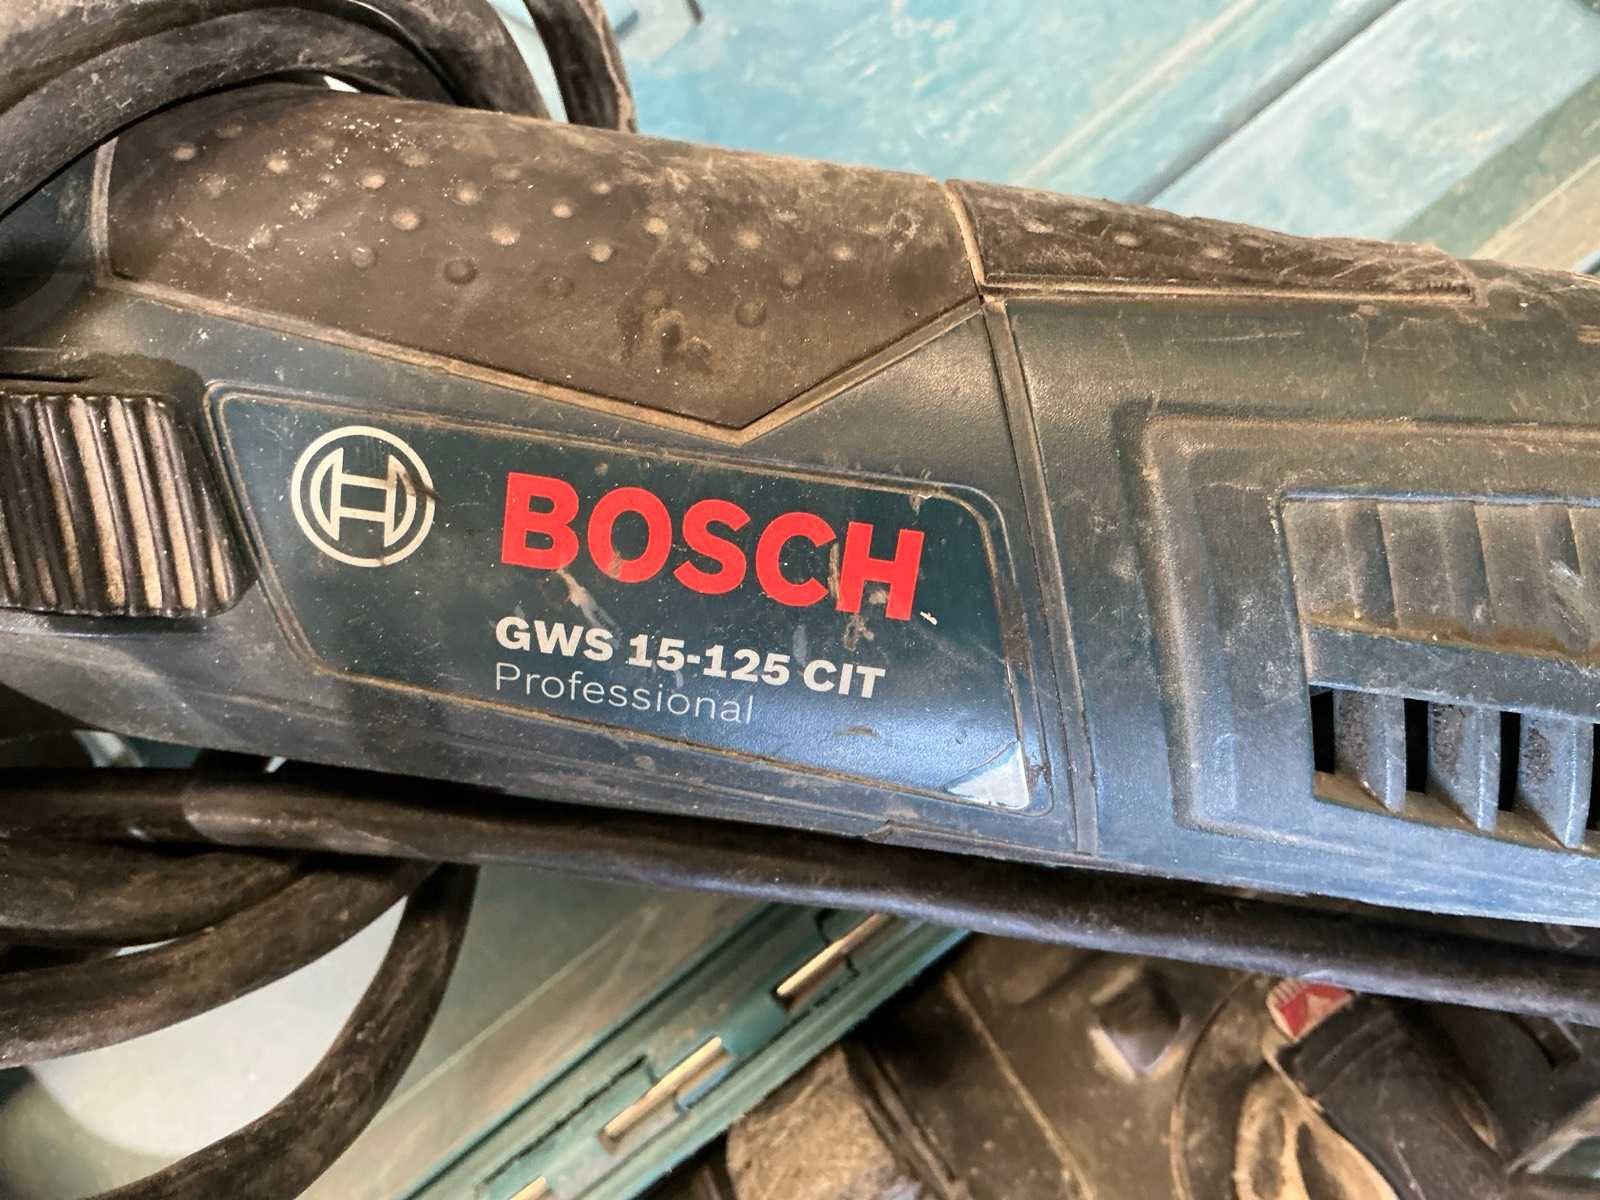 BOSCH
GWS 15-125 CIT
Professional